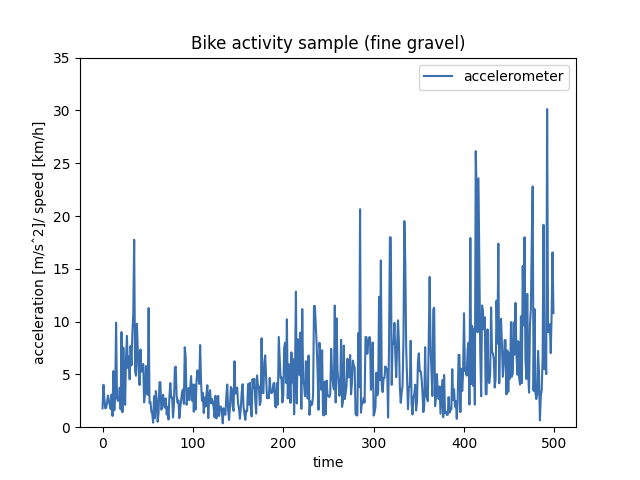 Bike activity sample (fine gravel)
accelerometer
35
30
25
20
15
10
5
0
acceleration [m/s^2]/ speed [km/h]
0 100 200 300 400 500
time